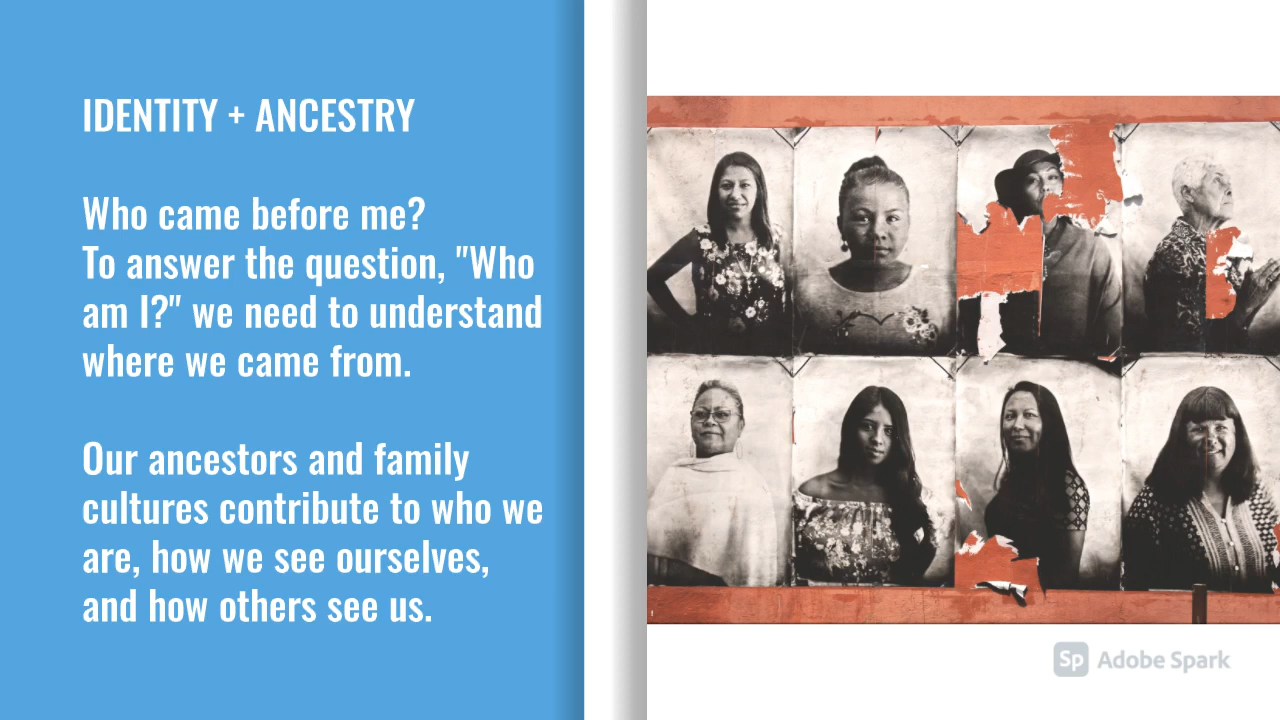 IDENTITY + ANCESTRY
Who came before me?
To answer the question, "Who
am I?" we need to understand
where we came from.
Our ancestors and family
cultures contribute to who we
are, how we see ourselves,
and how others see us.
Sp Adobe Spark